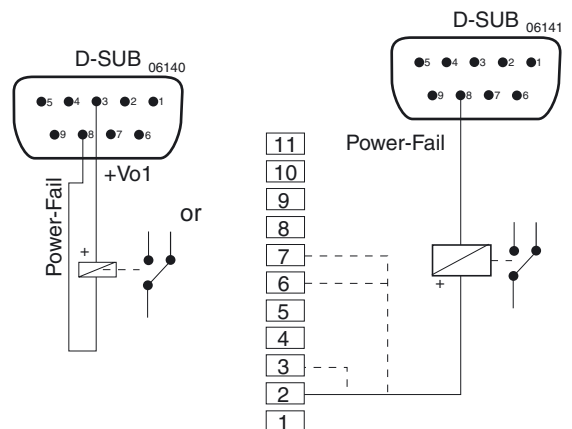 D-SUB 06140
5 4 3 2 1
9 8 7 6
+Vo1
Power-Fail
+
or
D-SUB 06141
5 4 3 2 1
9 8 7 6
Power-Fail
+
11
10
9
8
7
6
5
4
3
2
1